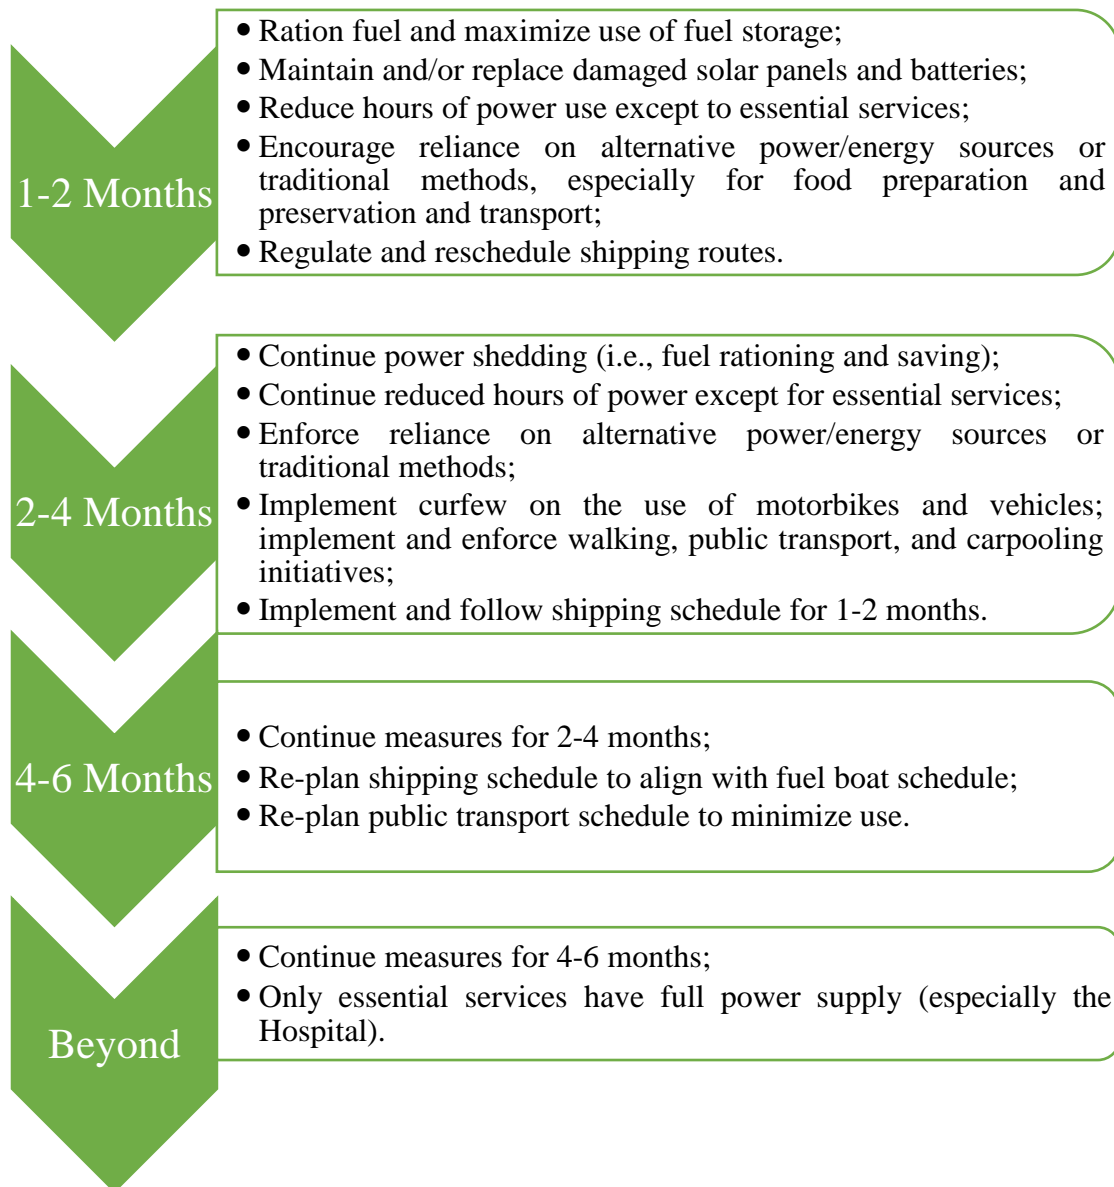 1-2 Months
• Ration fuel and maximize use of fuel storage;
• Maintain and/or replace damaged solar panels and batteries;
• Reduce hours of power use except to essential services;
• Encourage reliance on alternative power/energy sources or
traditional methods, especially for food preparation and
preservation and transport;
• Regulate and reschedule shipping routes.
2-4 Months
• Continue power shedding (i.e., fuel rationing and saving);
• Continue reduced hours of power except for essential services;
• Enforce reliance on alternative power/energy sources or
traditional methods;
• Implement curfew on the use of motorbikes and vehicles;
implement and enforce walking, public transport, and carpooling
initiatives;
• Implement and follow shipping schedule for 1-2 months.
4-6 Months
• Continue measures for 2-4 months;
• Re-plan shipping schedule to align with fuel boat schedule;
• Re-plan public transport schedule to minimize use.
Beyond
• Continue measures for 4-6 months;
• Only essential services have full power supply (especially the
Hospital).